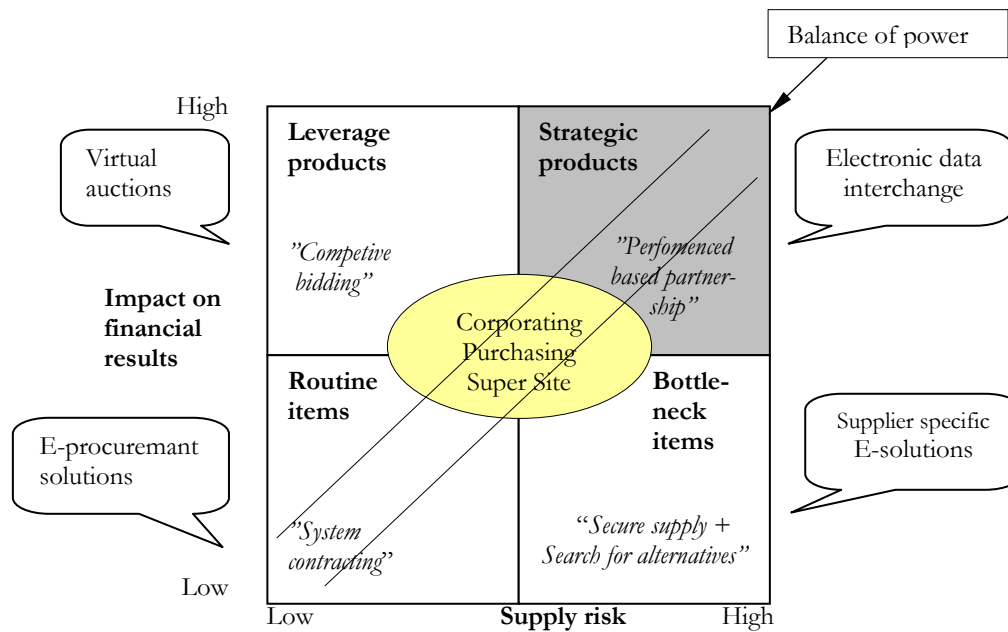 Balance of power
High
Leverage
products
Strategic
products
Virtual
auctions
Electronic data
interchange
”Competive
bidding”
”Perfomenced
based partner-
ship”
Impact on
financial
results
Corporating
Purchasing
Super Site
Routine
items
Bottle-
neck
items
E-procuremant
solutions
Supplier specific
E-solutions
”System
contracting”
“Secure supply +
Search for alternatives”
Low
Low
Supply risk
High